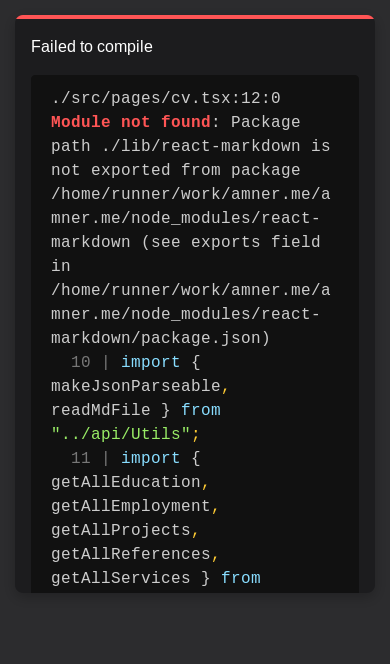 Failed to compile
./src/pages/cv.tsx:12:0
Module not found: Package
path ./lib/react-markdown is
not exported from package
/home/runner/work/amner.me/a
mner.me/node_modules/react-
markdown (see exports field
in
/home/runner/work/amner.me/a
mner.me/node_modules/react-
markdown/package.json)
  10 | import {
makeJsonParseable,
readMdFile } from
"../api/Utils";
  11 | import {
getAllEducation,
getAllEmployment,
getAllProjects,
getAllReferences,
getAllServices } from